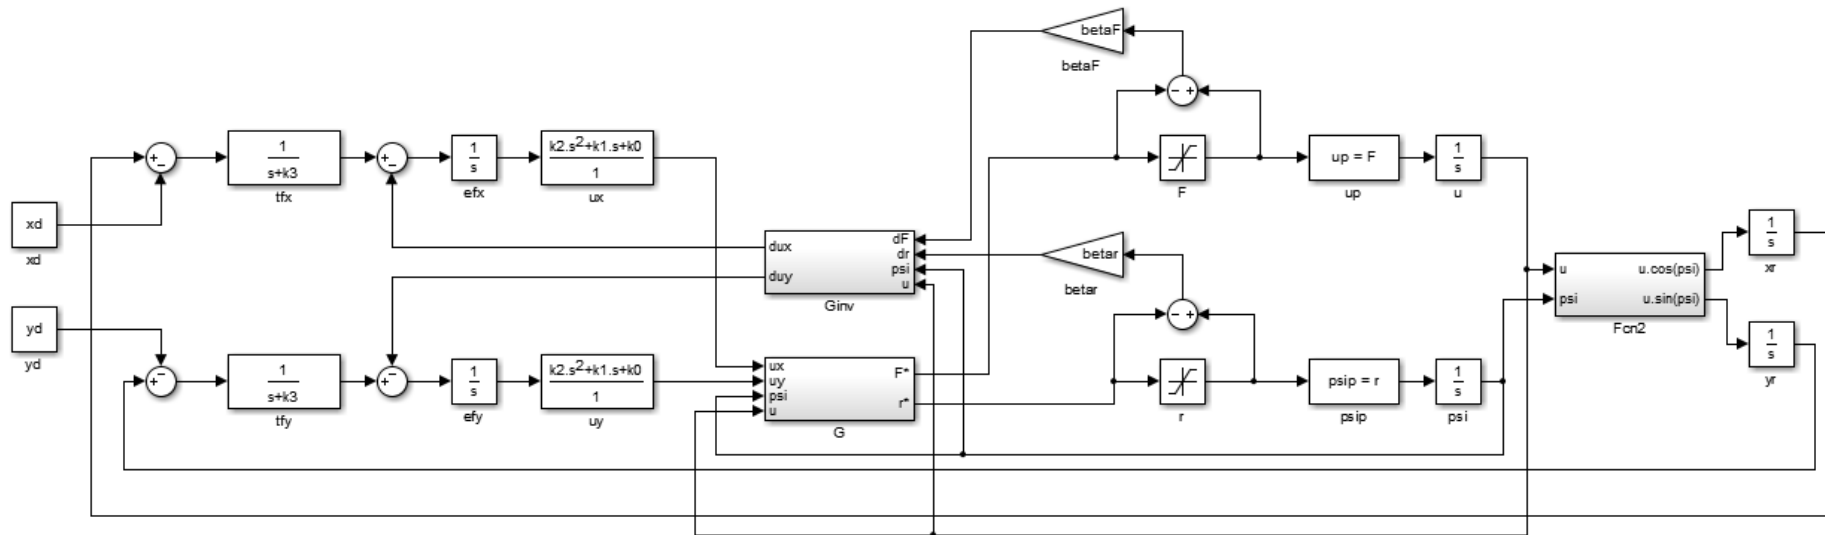 betaF
betaF
- +
+ -
1
s+k3
tfx
+ -
1
s
efx
k2.s²+k1.s+k0
1
ux
F
up = F
up
1
s
u
xd
xd
dux
duy
dF
dr
psi
u
Ginv
betar
betar
- +
u
psi
u.cos(psi)
u.sin(psi)
Fcn2
1
s
xr
1
s
yr
yd
yd
+ -
1
s+k3
tfy
+ -
1
s
efy
k2.s²+k1.s+k0
1
uy
ux
uy
psi
u
F*
r*
G
r
psip = r
psip
1
s
psi